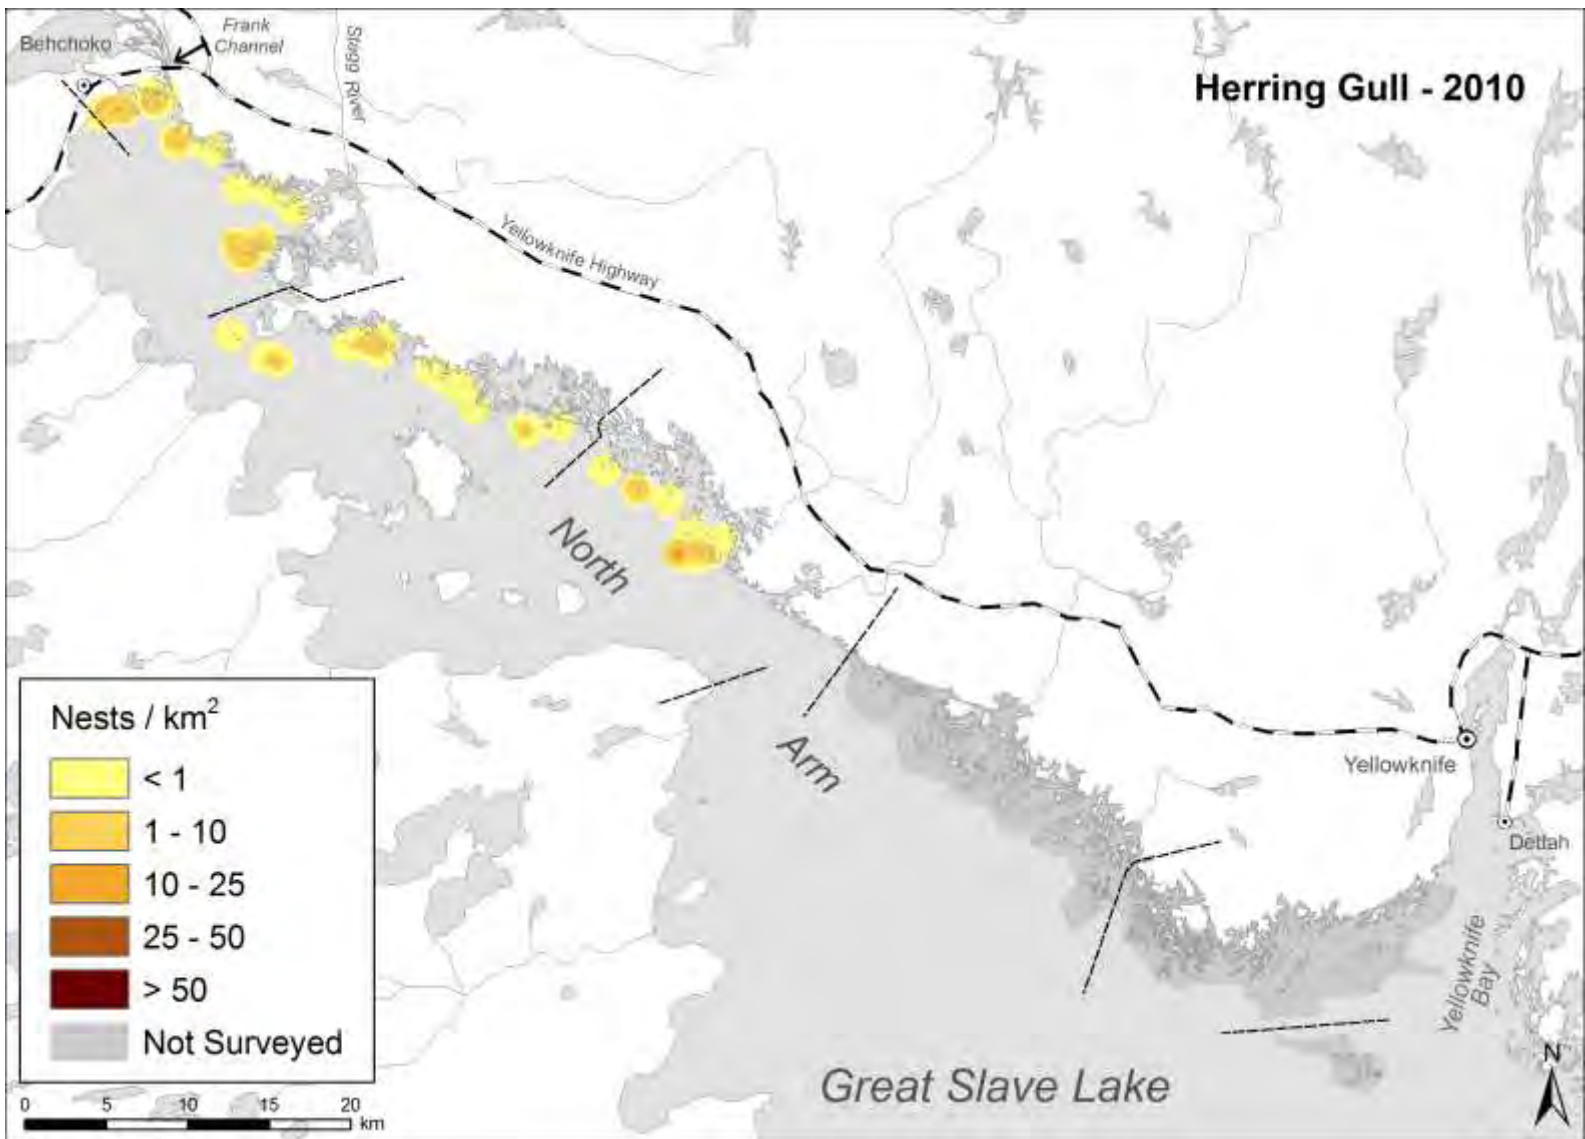 Behchoko
Frank
Channel
Stagg River
Herring Gull - 2010
Yellowknife Highway
North
Arm
Yellowknife
Dettah
Yellowknife
Bay
Great Slave Lake
Nests / km²
< 1
1 - 10
10 - 25
25 - 50
> 50
Not Surveyed
0 5 10 15 20
km
N